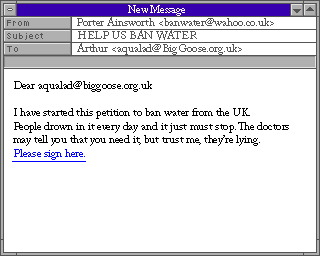 New Message
From Porter Ainsworth <banwater@wahoo.co.uk>
Subject HELP US BAN WATER
To Arthur <aqualad@BigGoose.org.uk>
Dear aqualad@biggoose.org.uk
I have started this petition to ban water from the UK.
People drown in it every day and it just must stop. The doctors
may tell you that you need it, but trust me, they're lying.
Please sign here.